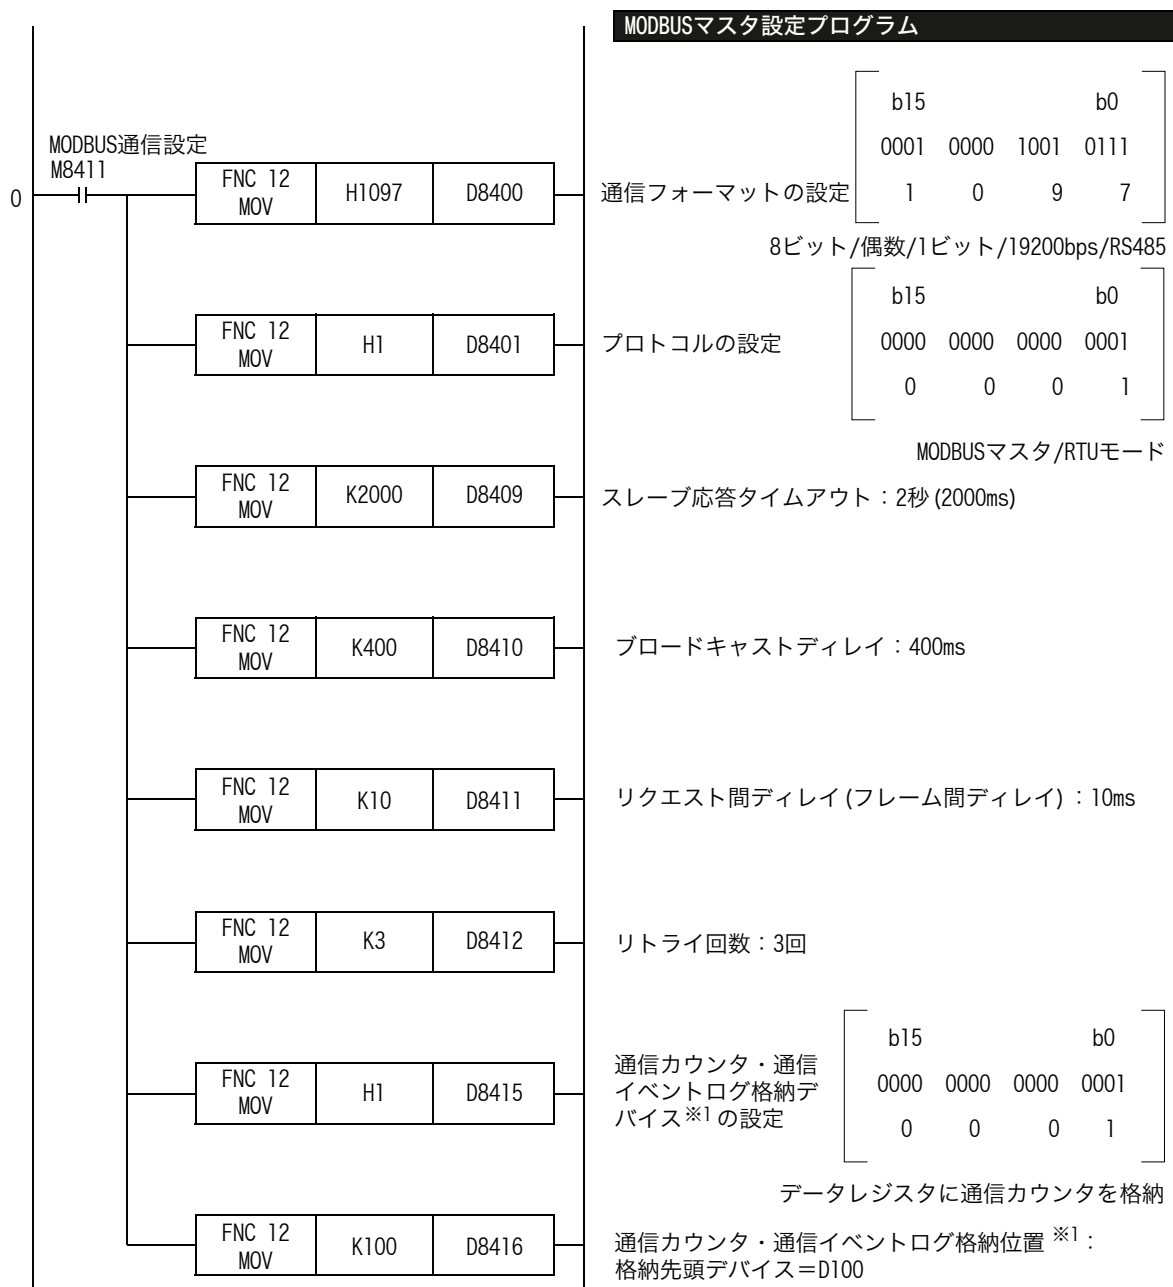 MODBUSマスタ設定プログラム
b15 b0
0001 0000 1001 0111
1 0 9 7
MODBUS通信設定
M8411
0
FNC 12
MOV
H1097
D8400
通信フォーマットの設定
8ビット/偶数/1ビット/19200bps/RS485
b15 b0
0000 0000 0000 0001
0 0 0 1
FNC 12
MOV
H1
D8401
プロトコルの設定
MODBUSマスタ/RTUモード
FNC 12
MOV
K2000
D8409
スレーブ応答タイムアウト：2秒 (2000ms)
FNC 12
MOV
K400
D8410
ブロードキャストディレイ：400ms
FNC 12
MOV
K10
D8411
リクエスト間ディレイ (フレーム間ディレイ) ：10ms
FNC 12
MOV
K3
D8412
リトライ回数：3回
FNC 12
MOV
H1
D8415
通信カウンタ・通信
イベントログ格納デ
バイス※1 の設定
b15 b0
0000 0000 0000 0001
0 0 0 1
データレジスタに通信カウンタを格納
FNC 12
MOV
K100
D8416
通信カウンタ・通信イベントログ格納位置 ※1：
格納先頭デバイス＝D100